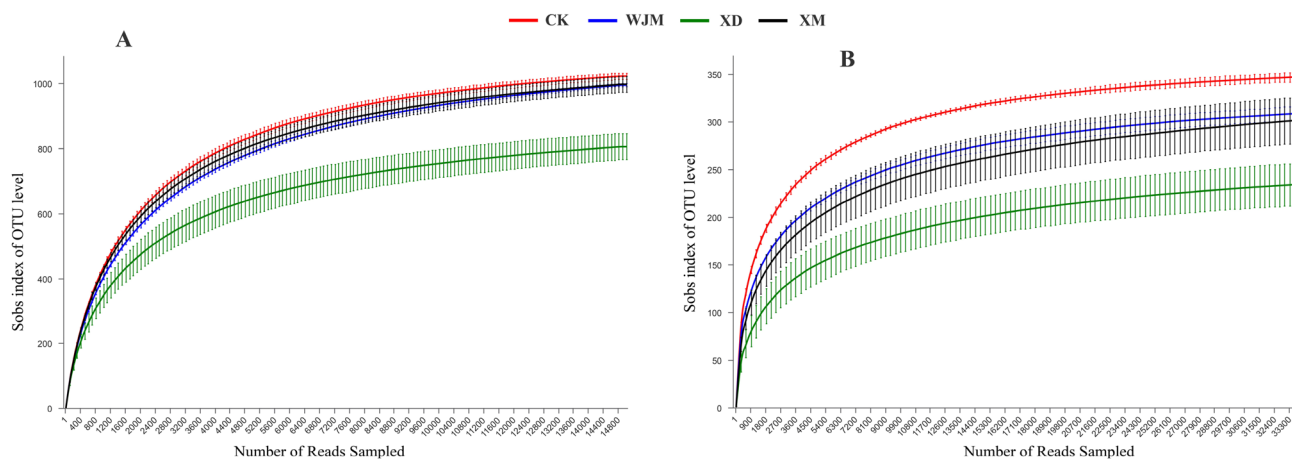 CK WJM XD XM
A
Sobs index of OTU level
1000
800
600
400
200
0
1 400 800 1200 1600 2000 2400 2800 3200 3600 4000 4400 4800 5200 5600 6000 6400 6800 7200 7600 8000 8400 8800 9200 9600 10000 10400 10800 11200 11600 12000 12400 12800 13200 13600 14000 14400 14800
Number of Reads Sampled
B
Sobs index of OTU level
350
300
250
200
150
100
50
0
1 900 1800 2700 3600 4500 5400 6300 7200 8100 9000 9900 10800 11700 12600 13500 14400 15300 16200 17100 18000 18900 19800 20700 21600 22500 23400 24300 25200 26100 27000 27900 28800 29700 30600 31500 32400 33300
Number of Reads Sampled